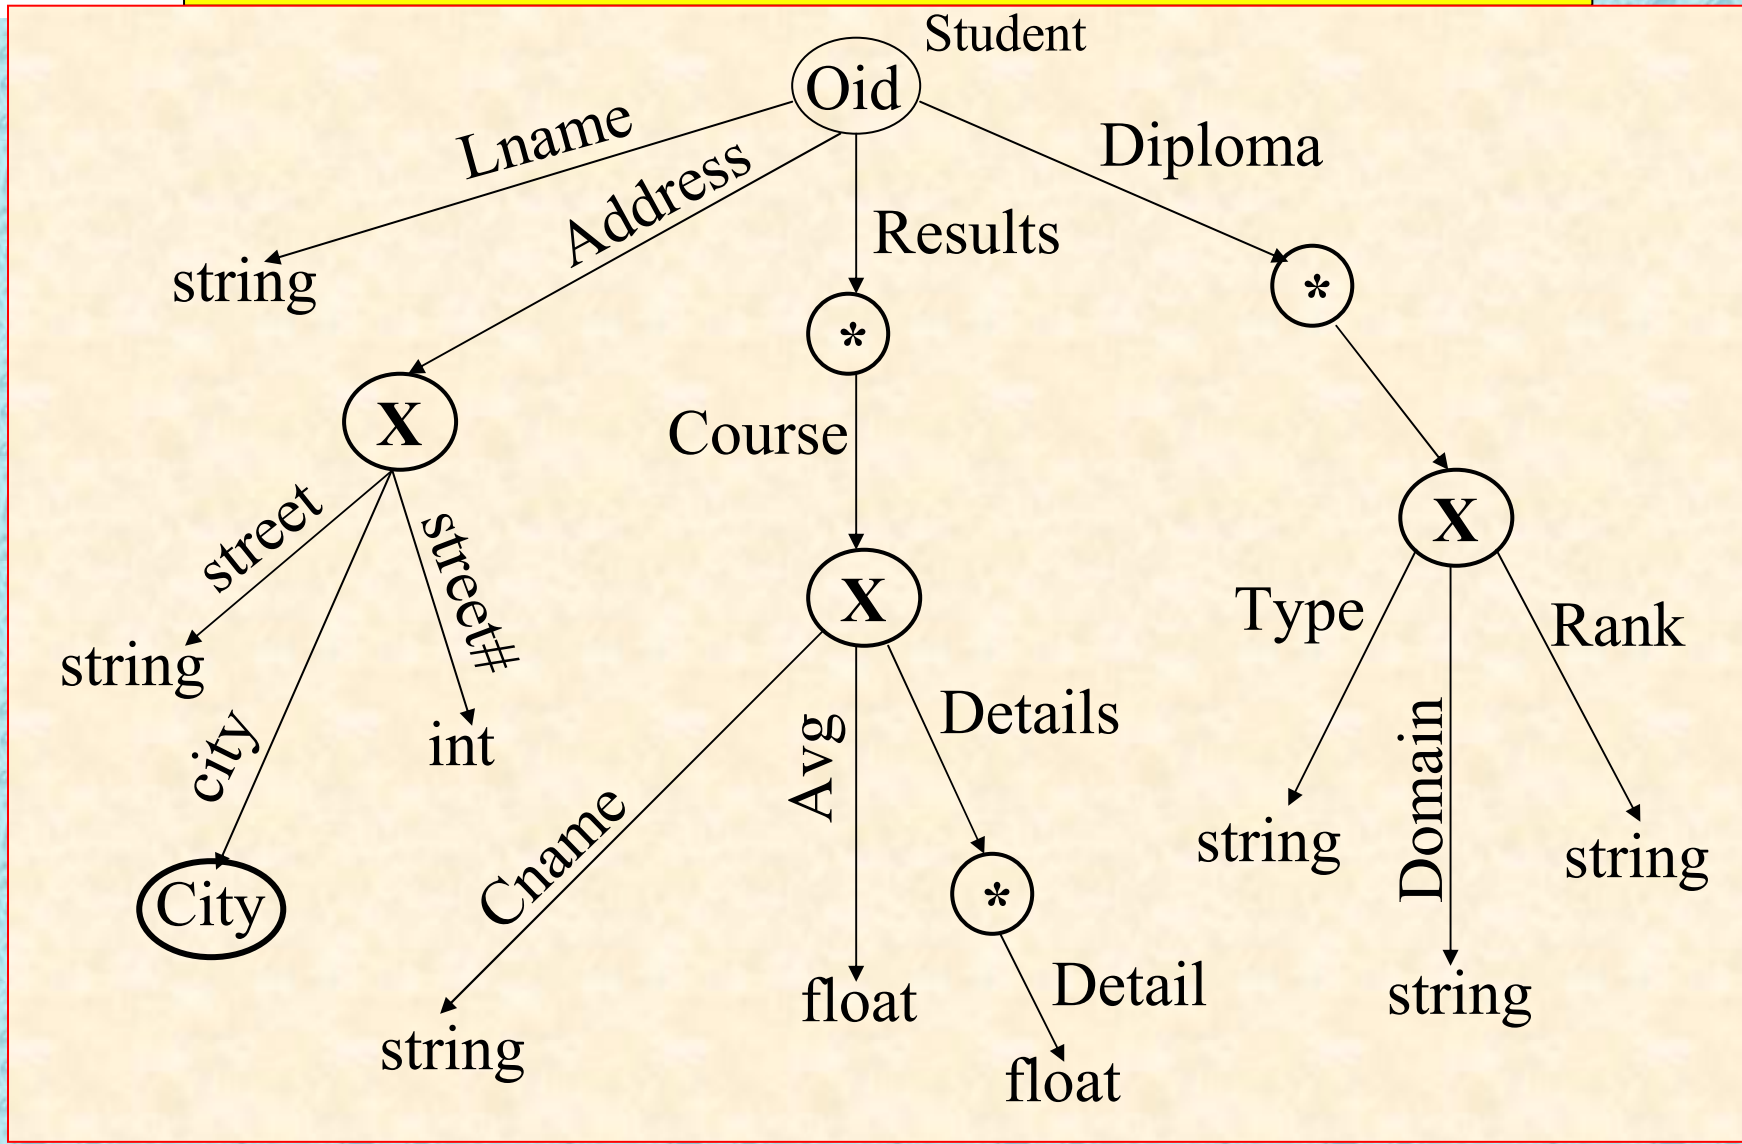 Student
Oid
Lname
Address
Results
Diploma
string
*
*
X
Course
X
street
city
street#
string
int
City
X
Cname
Avg
Details
Type
Domain
Rank
string
float
*
Detail
float
string
string
string